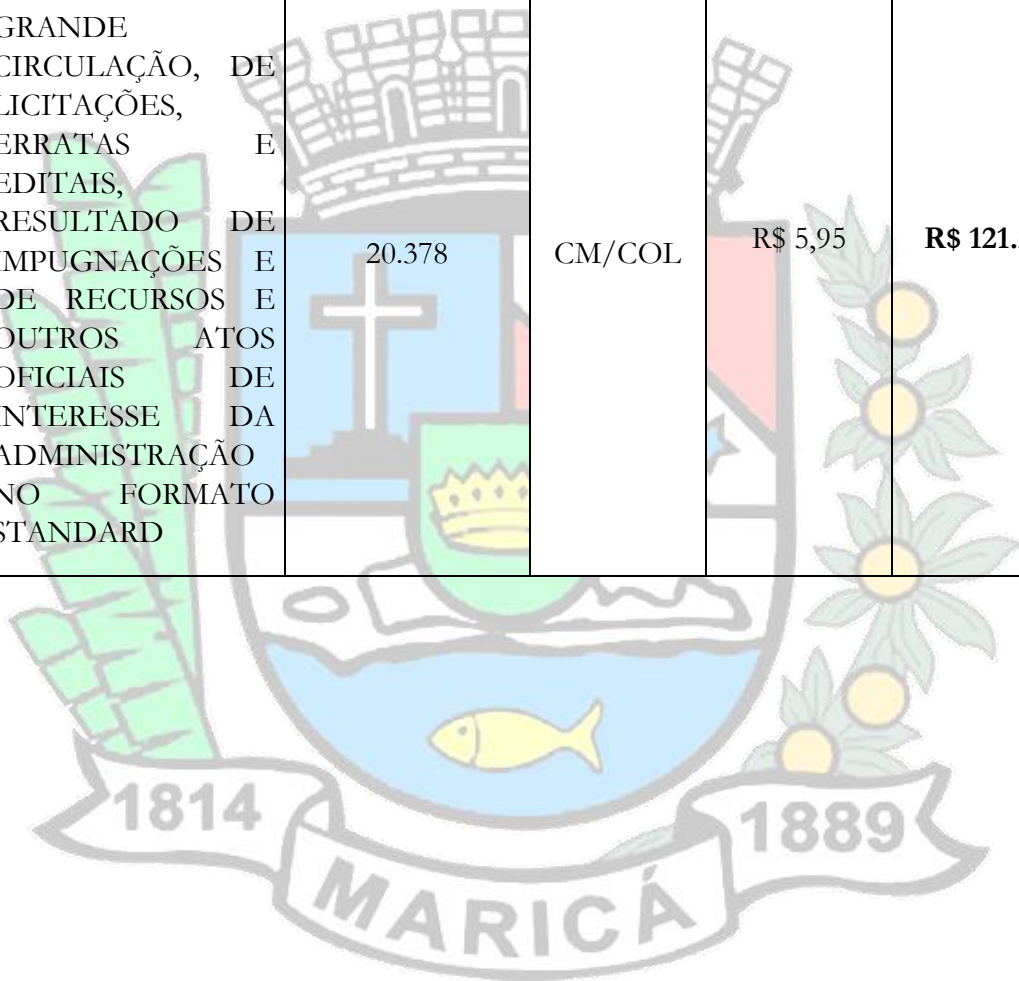 GRANDE
CIRCULAÇÃO, DE
LICITAÇÕES,
ERRATAS E
EDITAIS,
RESULTADO DE
IMPUGNAÇÕES E
DE RECURSOS E
OUTROS ATOS
OFICIAIS DE
INTERESSE DA
ADMINISTRAÇÃO
NO FORMATO
STANDARD
20.378
CM/COL
R$ 5,95
R$ 121.
1814
1889
MARICÁ